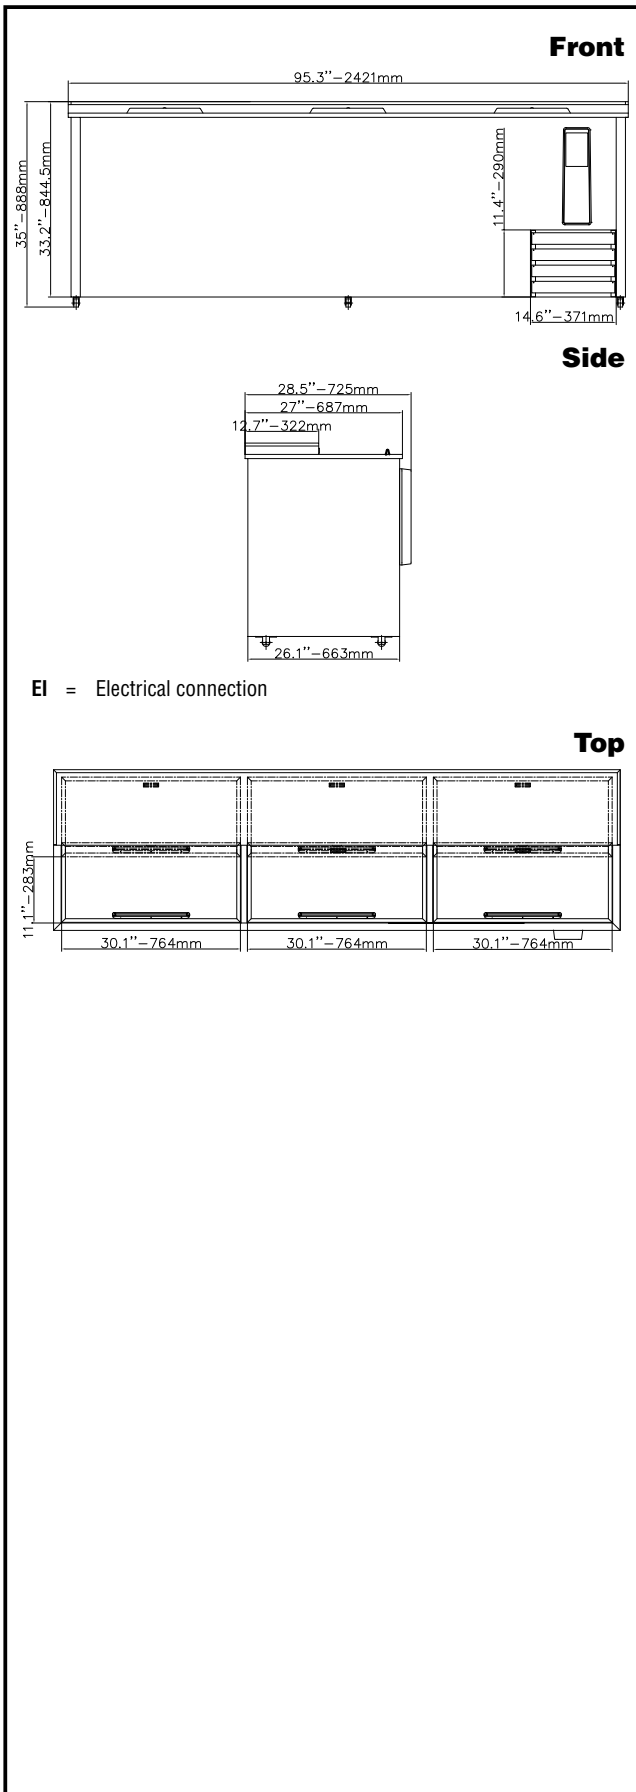 Front
95.3’’−2421mm
35’’−888mm
33.2’’−844.5mm
11.4’’−290mm
14.6’’−371mm
Side
28.5’’−725mm
27’’−687mm
12.7’’−322mm
26.1’’−663mm
EI = Electrical connection
Top
11.1’’−283mm
30.1’’−764mm 30.1’’−764mm 30.1’’−764mm